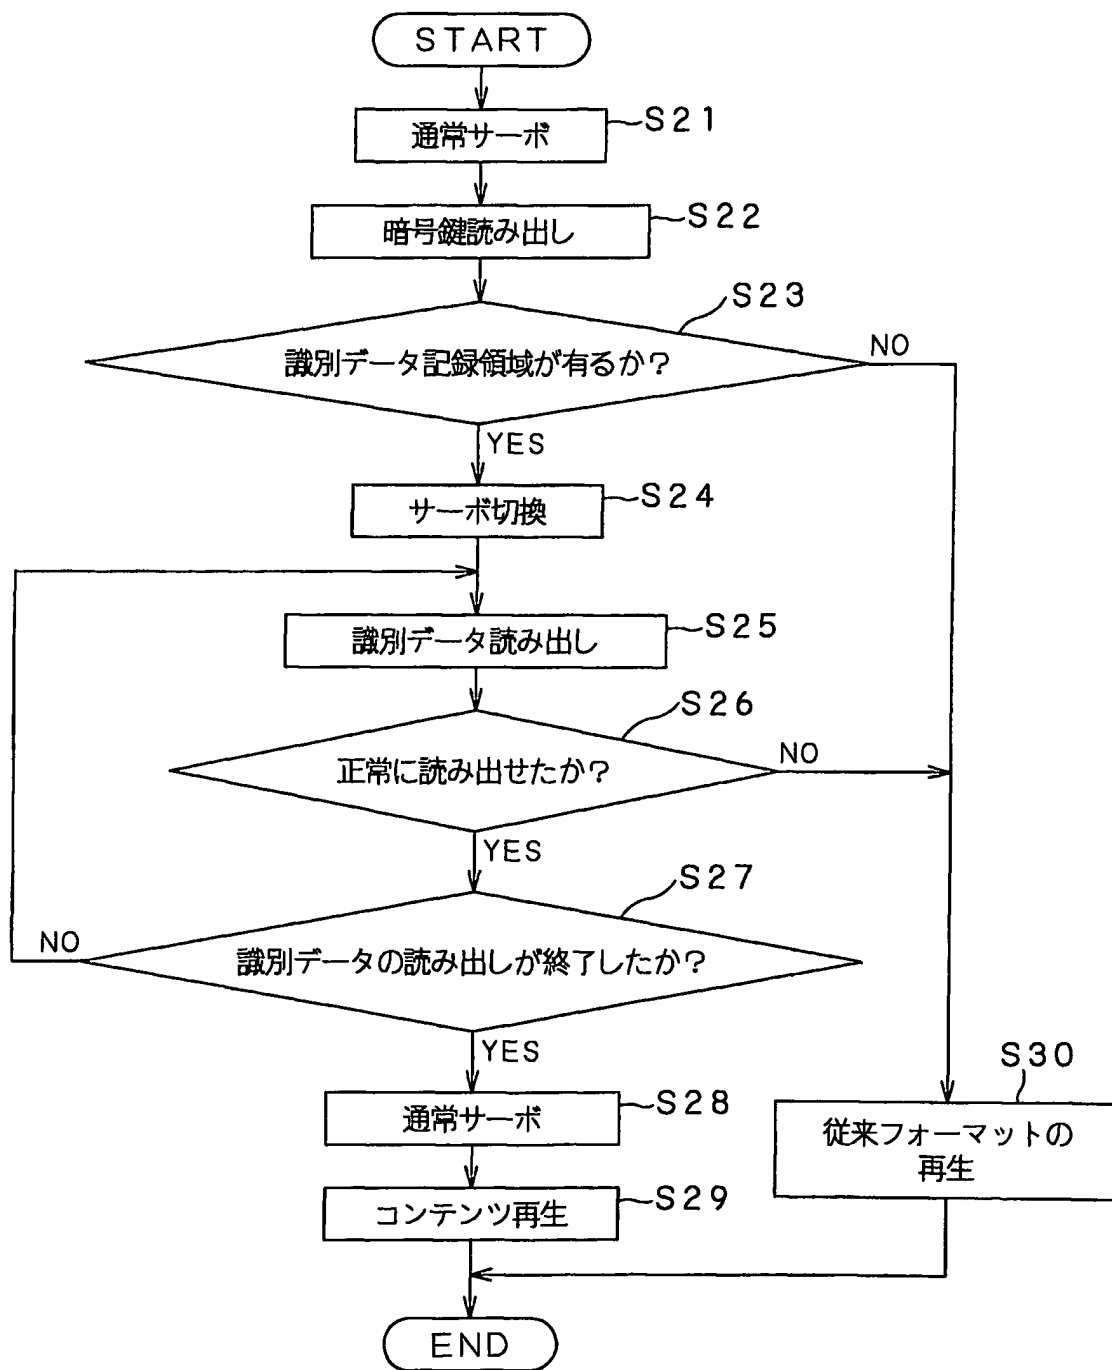 START
通常サーボ
S21
暗号鍵読み出し
S22
S23
識別データ記録領域が有るか?
NO
YES
サーボ切換
S24
識別データ読み出し
S25
S26
正常に読み出せたか?
NO
YES
S27
識別データの読み出しが終了したか?
NO
YES
通常サーボ
S28
S30
従来フォーマットの
再生
コンテンツ再生
S29
END